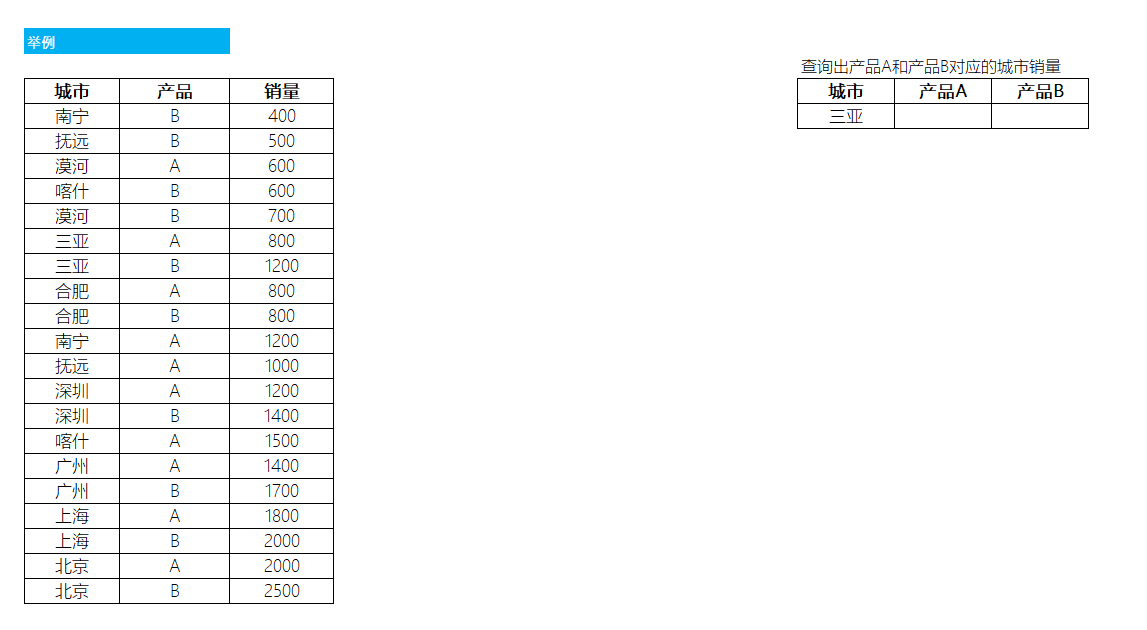 举例
查询出产品A和产品B对应的城市销量
城市 产品 销量
南宁 B 400
抚远 B 500
漠河 A 600
喀什 B 600
漠河 B 700
三亚 A 800
三亚 B 1200
合肥 A 800
合肥 B 800
南宁 A 1200
抚远 A 1000
深圳 A 1200
深圳 B 1400
喀什 A 1500
广州 A 1400
广州 B 1700
上海 A 1800
上海 B 2000
北京 A 2000
北京 B 2500
城市 产品A 产品B
三亚